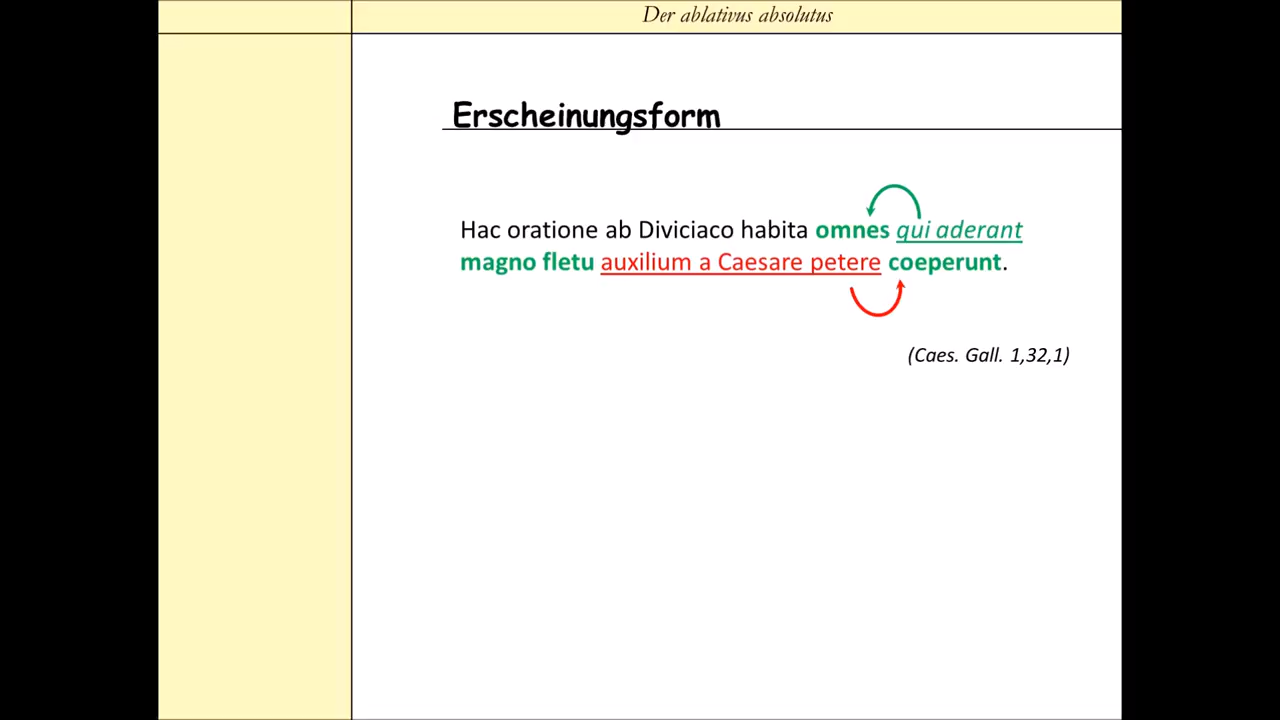 Der ablativus absolutus
Erscheinungsform
Hac oratione ab Diviciaco habita omnes qui aderant
magno fletu auxilium a Caesare petere coeperunt.
(Caes. Gall. 1,32,1)